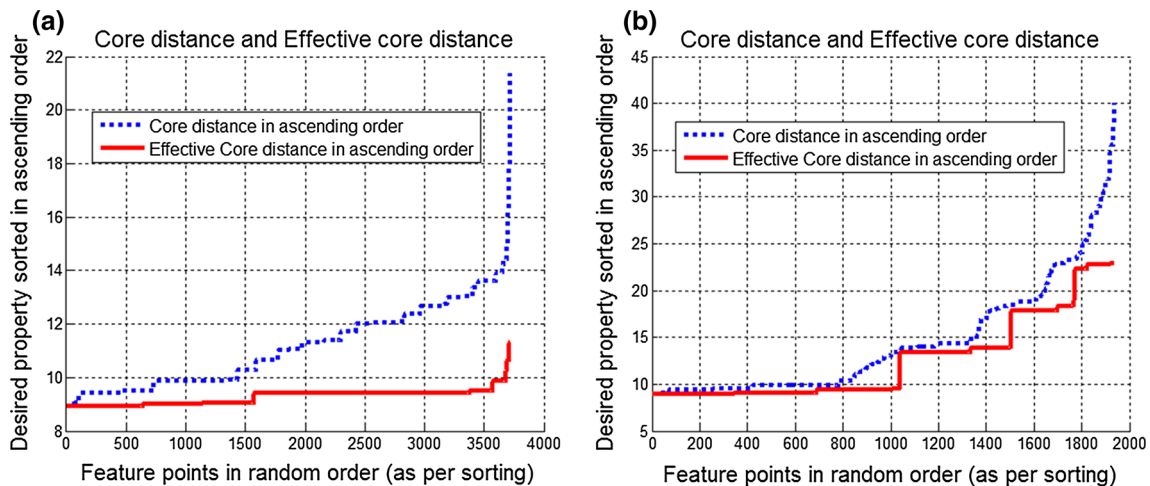 (a)
Core distance and Effective core distance
Desired property sorted in ascending order
22
20
18
16
14
12
10
8
Core distance in ascending order
Effective Core distance in ascending order
0 500 1000 1500 2000 2500 3000 3500 4000
Feature points in random order (as per sorting)
(b)
Core distance and Effective core distance
Desired property sorted in ascending order
45
40
35
30
25
20
15
10
5
Core distance in ascending order
Effective Core distance in ascending order
0 200 400 600 800 1000 1200 1400 1600 1800 2000
Feature points in random order (as per sorting)